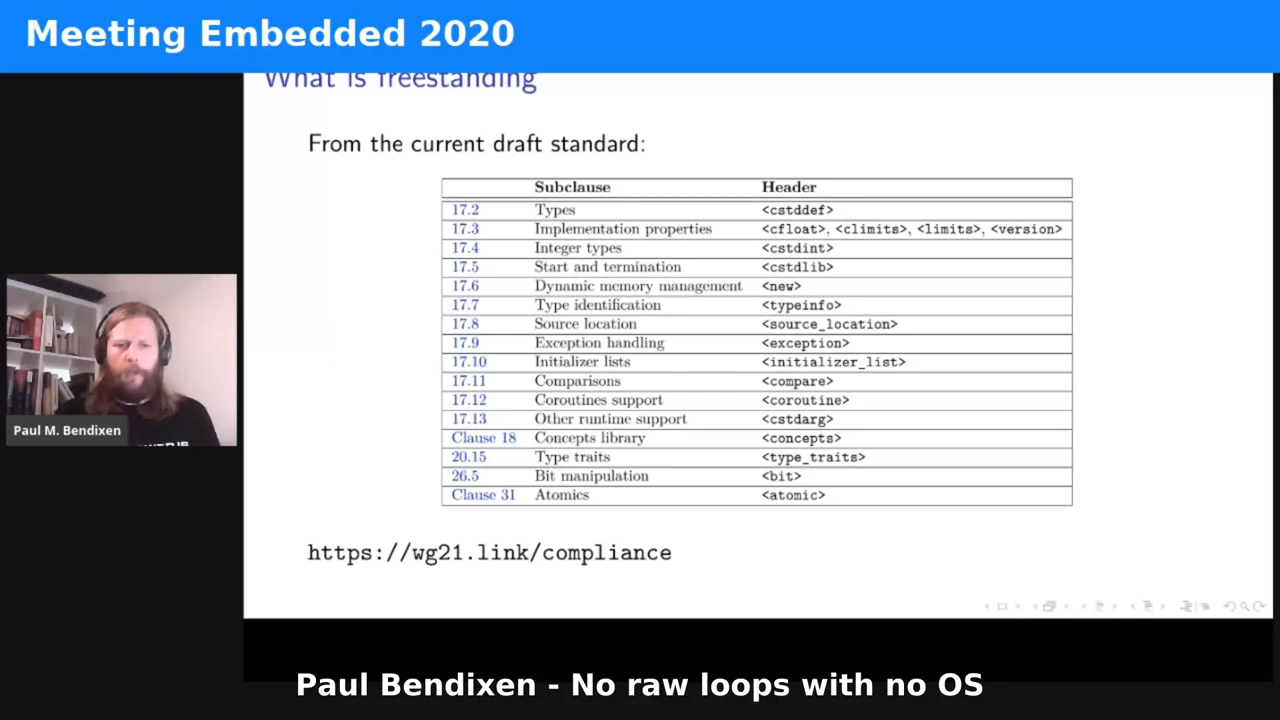 Meeting Embedded 2020
What is freestanding
From the current draft standard:
Subclause Header
17.2 Types <cstddef>
17.3 Implementation properties <cfloat>, <climits>, <limits>, <version>
17.4 Integer types <cstdint>
17.5 Start and termination <cstdlib>
17.6 Dynamic memory management <new>
17.7 Type identification <typeinfo>
17.8 Source location <source_location>
17.9 Exception handling <exception>
17.10 Initializer lists <initializer_list>
17.11 Comparisons <compare>
17.12 Coroutines support <coroutine>
17.13 Other runtime support <cstdarg>
Clause 18 Concepts library <concepts>
20.15 Type traits <type_traits>
26.5 Bit manipulation <bit>
Clause 31 Atomics <atomic>
https://wg21.link/compliance
Paul M. Bendixen
Paul Bendixen - No raw loops with no OS